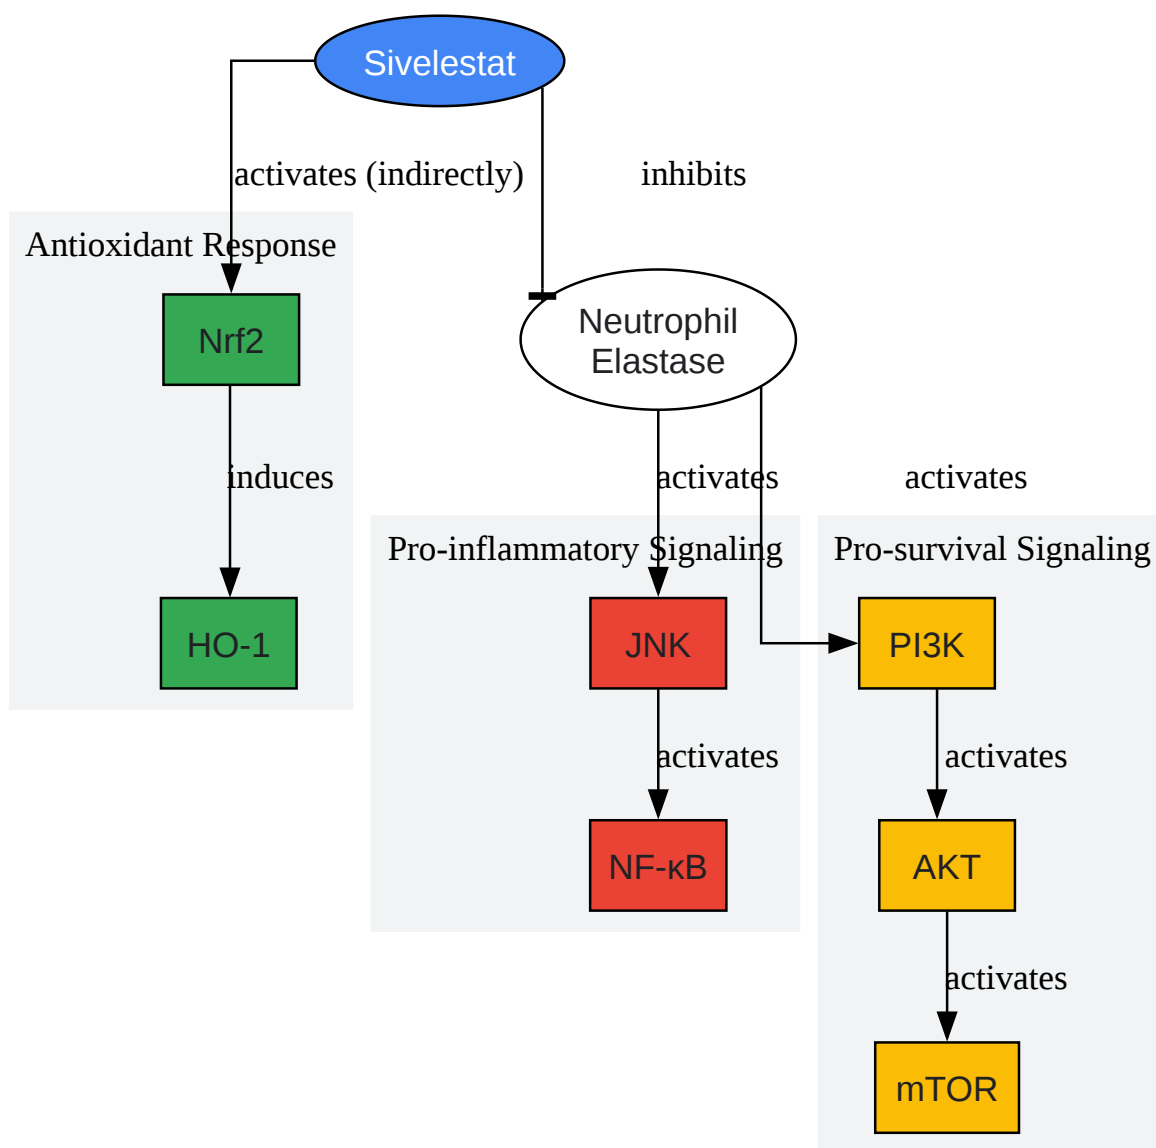 Sivelestat
activates (indirectly)
inhibits
Antioxidant Response
Nrf2
Neutrophil
Elastase
induces
activates
activates
Pro-inflammatory Signaling
Pro-survival Signaling
HO-1
JNK
PI3K
activates
activates
NF-κB
AKT
activates
mTOR